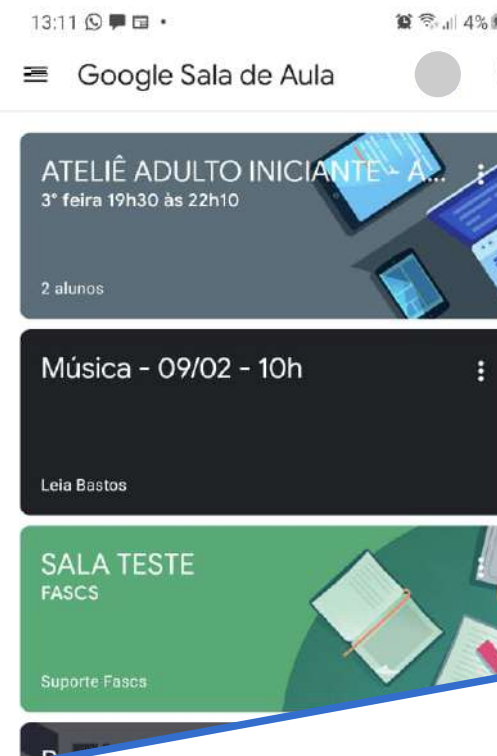 13:11 4%
Google Sala de Aula
ATELIÊ ADULTO INICIANTE - A...
3ª feira 19h30 às 22h10
2 alunos
Música - 09/02 - 10h
Leia Bastos
SALA TESTE
FASCS
Suporte Fascs